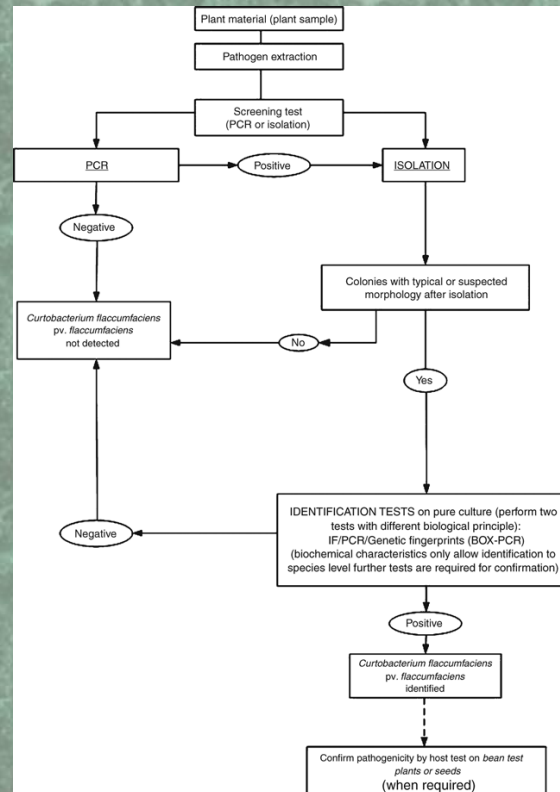 Plant material (plant sample)
Pathogen extraction
Screening test
(PCR or isolation)
PCR
Positive
ISOLATION
Negative
Colonies with typical or suspected
morphology after isolation
Curtobacterium flaccumfaciens
pv. flaccumfaciens
not detected
No
Yes
IDENTIFICATION TESTS on pure culture (perform two
tests with different biological principle):
IF/PCR/Genetic fingerprints (BOX-PCR)
(biochemical characteristics only allow identification to
species level further tests are required for confirmation)
Negative
Positive
Curtobacterium flaccumfaciens
pv. flaccumfaciens
identified
Confirm pathogenicity by host test on bean test
plants or seeds
(when required)